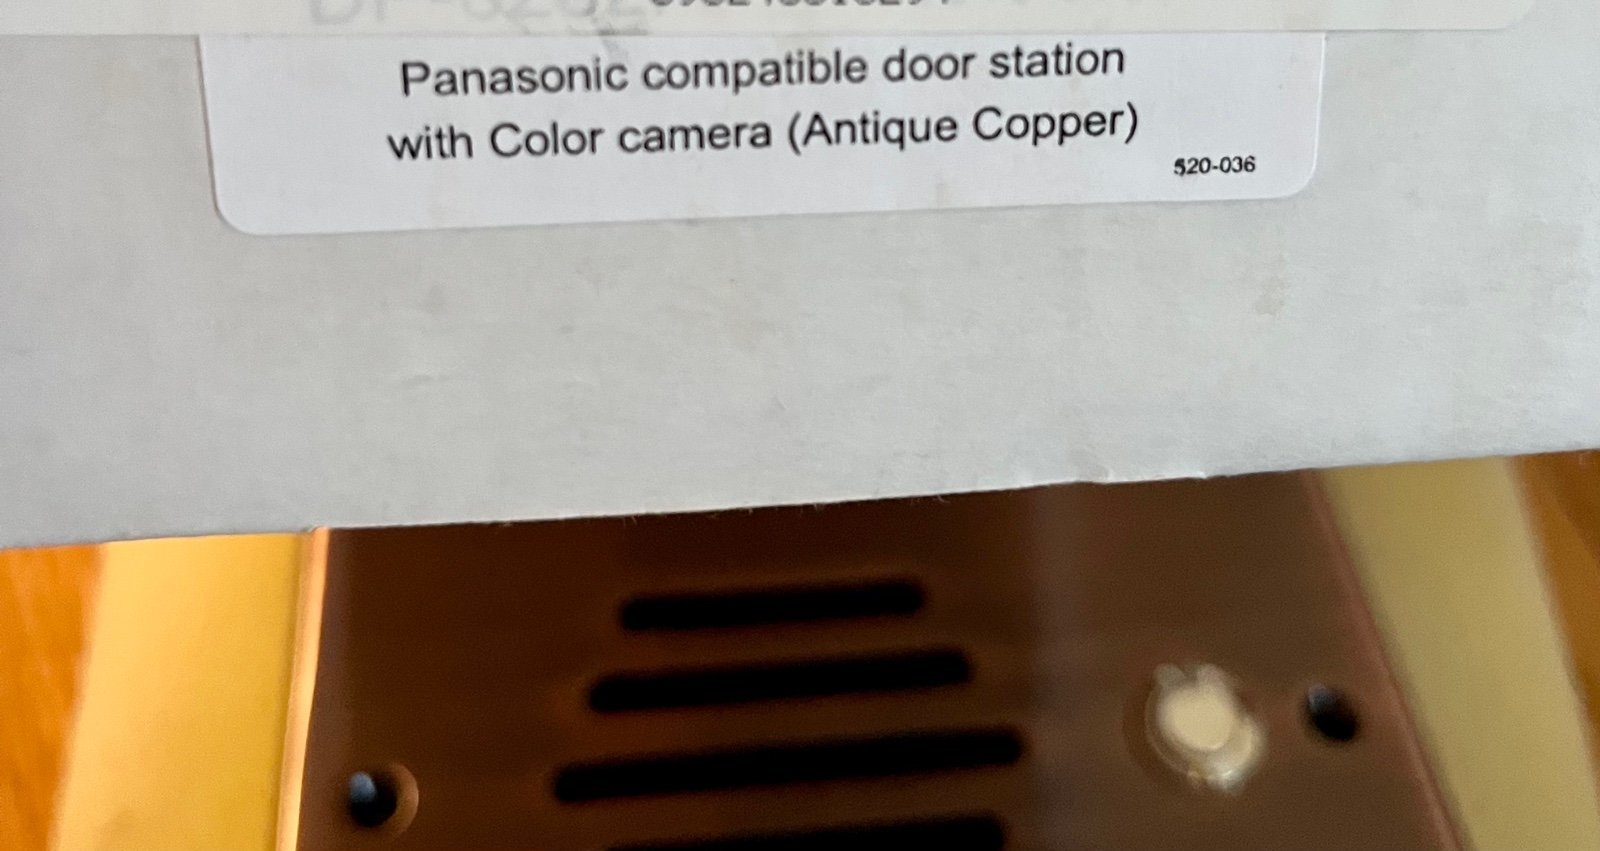 Panasonic compatible door station
with Color camera (Antique Copper)
520-036